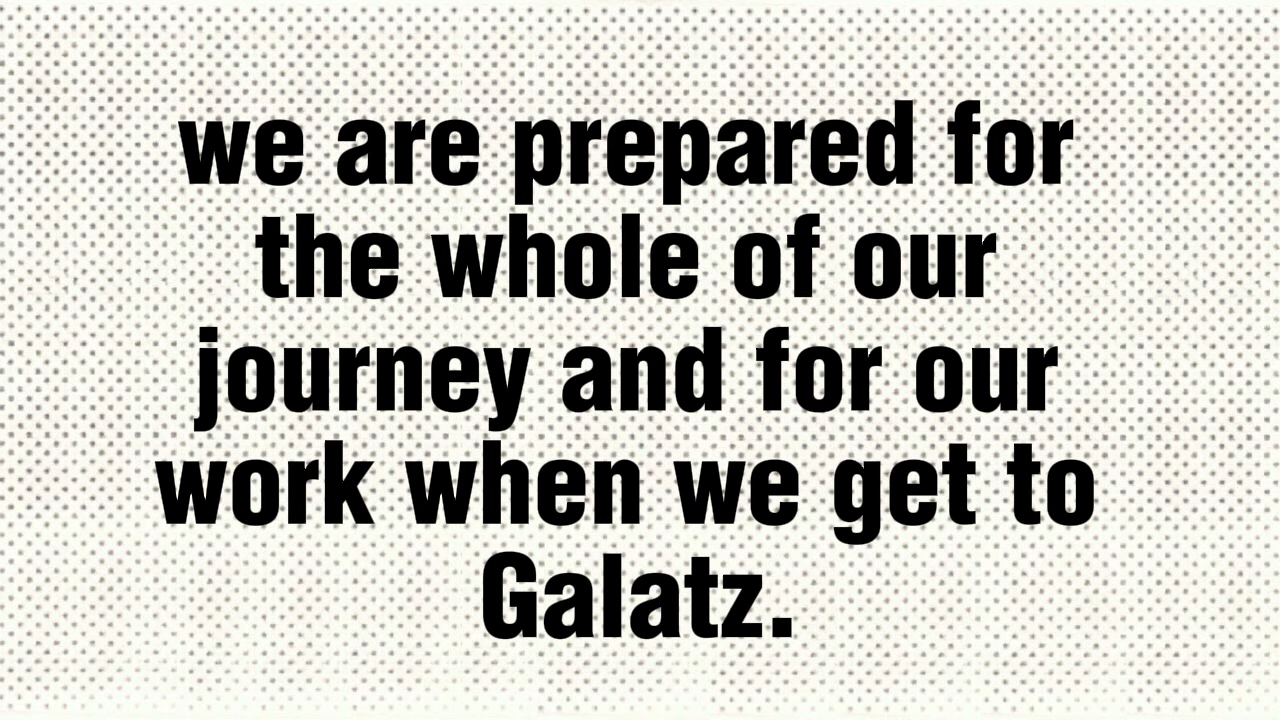 we are prepared for
the whole of our
journey and for our
work when we get to
Galatz.